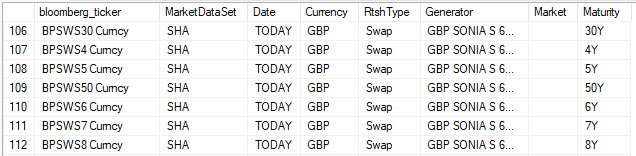 bloomberg_ticker MarketDataSet Date Currency RtshType Generator Market Maturity
106 BPSWS30 Curncy SHA TODAY GBP Swap GBP SONIA S 6... 30Y
107 BPSWS4 Curncy SHA TODAY GBP Swap GBP SONIA S 6... 4Y
108 BPSWS5 Curncy SHA TODAY GBP Swap GBP SONIA S 6... 5Y
109 BPSWS50 Curncy SHA TODAY GBP Swap GBP SONIA S 6... 50Y
110 BPSWS6 Curncy SHA TODAY GBP Swap GBP SONIA S 6... 6Y
111 BPSWS7 Curncy SHA TODAY GBP Swap GBP SONIA S 6... 7Y
112 BPSWS8 Curncy SHA TODAY GBP Swap GBP SONIA S 6... 8Y